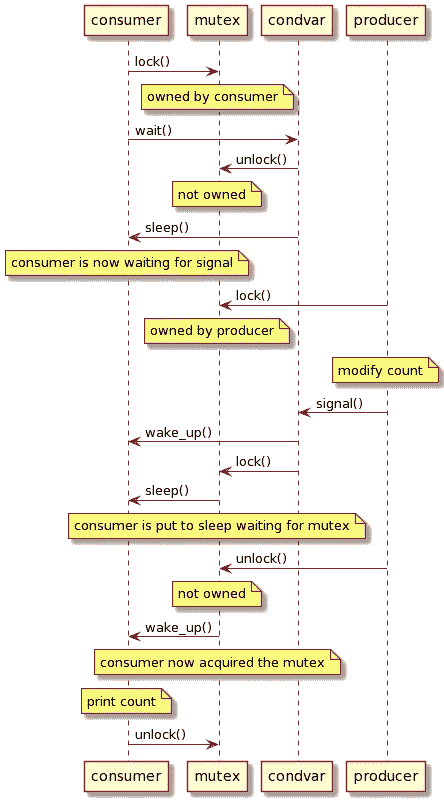 consumer mutex condvar producer
lock()
owned by consumer
wait()
unlock()
not owned
sleep()
consumer is now waiting for signal
lock()
owned by producer
modify count
signal()
wake_up()
lock()
sleep()
consumer is put to sleep waiting for mutex
unlock()
not owned
wake_up()
consumer now acquired the mutex
print count
unlock()
consumer mutex condvar producer